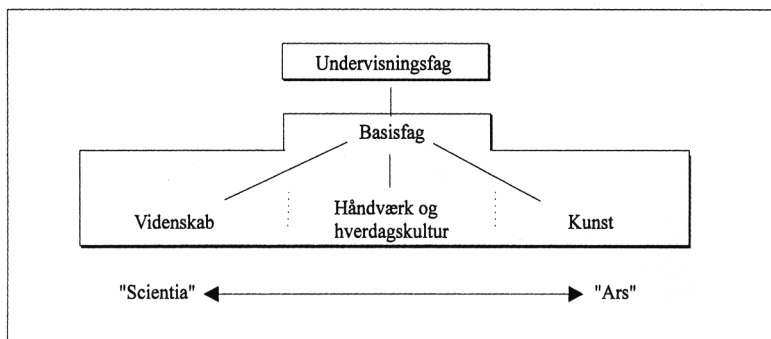 Undervisningsfag
Basisfag
Videnskab
Håndværk og
hverdagskultur
Kunst
"Scientia"
"Ars"